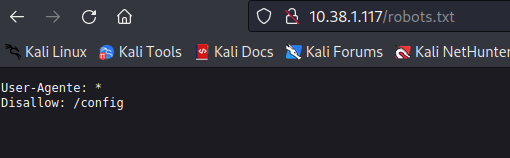 10.38.1.117/robots.txt
Kali Linux Kali Tools Kali Docs Kali Forums Kali NetHunter
User-Agente: *
Disallow: /config